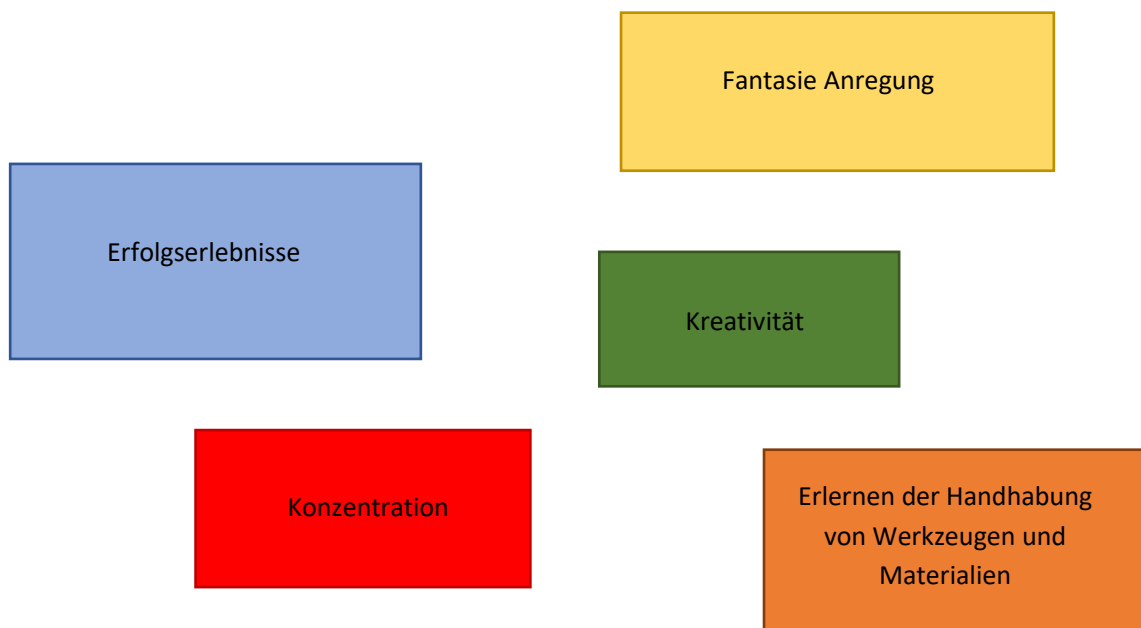 Fantasie Anregung
Erfolgserlebnisse
Kreativität
Konzentration
Erlernen der Handhabung
von Werkzeugen und
Materialien